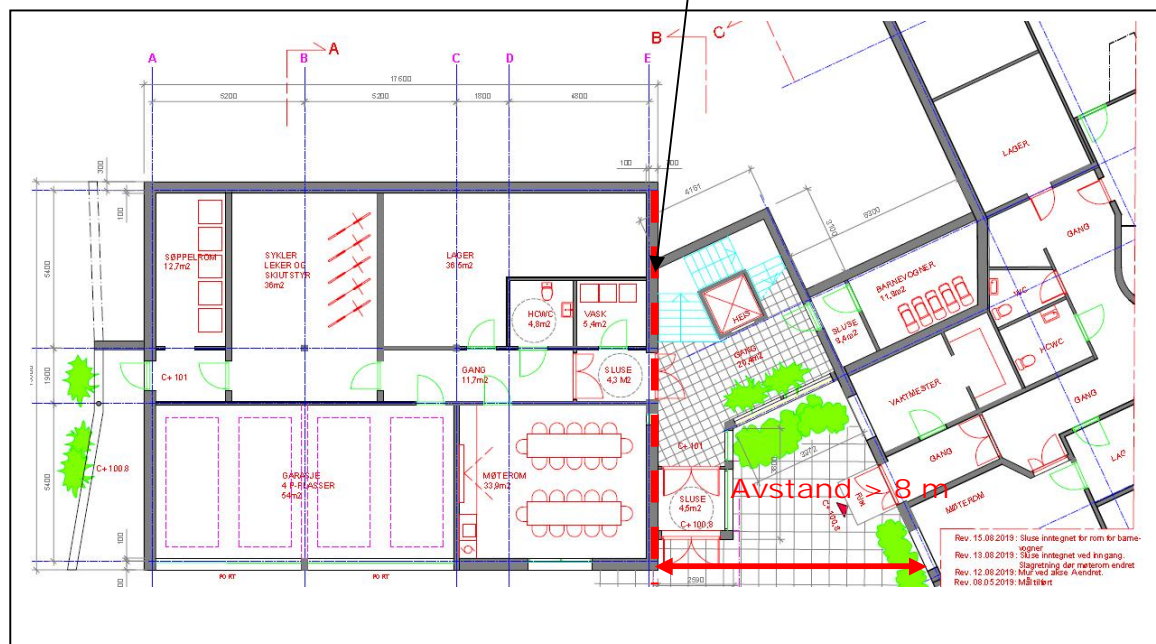 A
B
C
A
B
C
D
E
17600
5200
5200
1800
4800
300
100
100
4161
3100
9300
5400
1900
5400
100
SØPPELROM
12,7m2
SYKLER
LEKER OG
SKIUTSTYR
36m2
LAGER
HCWC
4,8m2
VASK
5,4m2
HEIS
GANG
GANG
11,7m2
SLUSE
4,3 M2
C+ 101
C+ 100.8
GARASJE
4 P-PLASSER
54m2
MØTEROM
33,9m2
C+ 101
SLUSE
4,5m2
C+ 100,8
Avstand > 8 m
C+ 100,8
LAGER
GANG
BARNEVOGNER
SLUSE
WC
HCWC
VAKTMESTER
GANG
GANG
LAG
MØTEROM
PORT
PORT
2590
Rev. 15.08.2019: Sluse inntegnet for rom for barne-
vogner
Rev. 13.08.2019: Sluse inntegnet ved inngang.
Slagretning dør møterom endret
Rev. 12.08.2019: Mur ved akse A endret.
Rev. 08.05.2019: Mål tilført